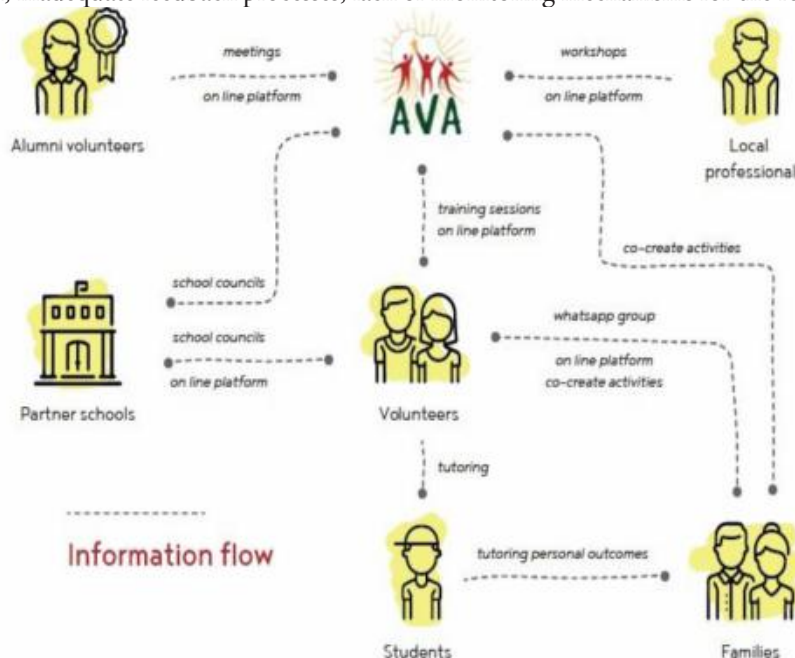 meetings
on line platform
Alumni volunteers
AVA
workshops
on line platform
Local
professional
training sessions
on line platform
co-create activities
school councils
school councils
on line platform
Partner schools
whatsapp group
on line platform
co-create activities
Volunteers
tutoring
Information flow
tutoring personal outcomes
Students
Families